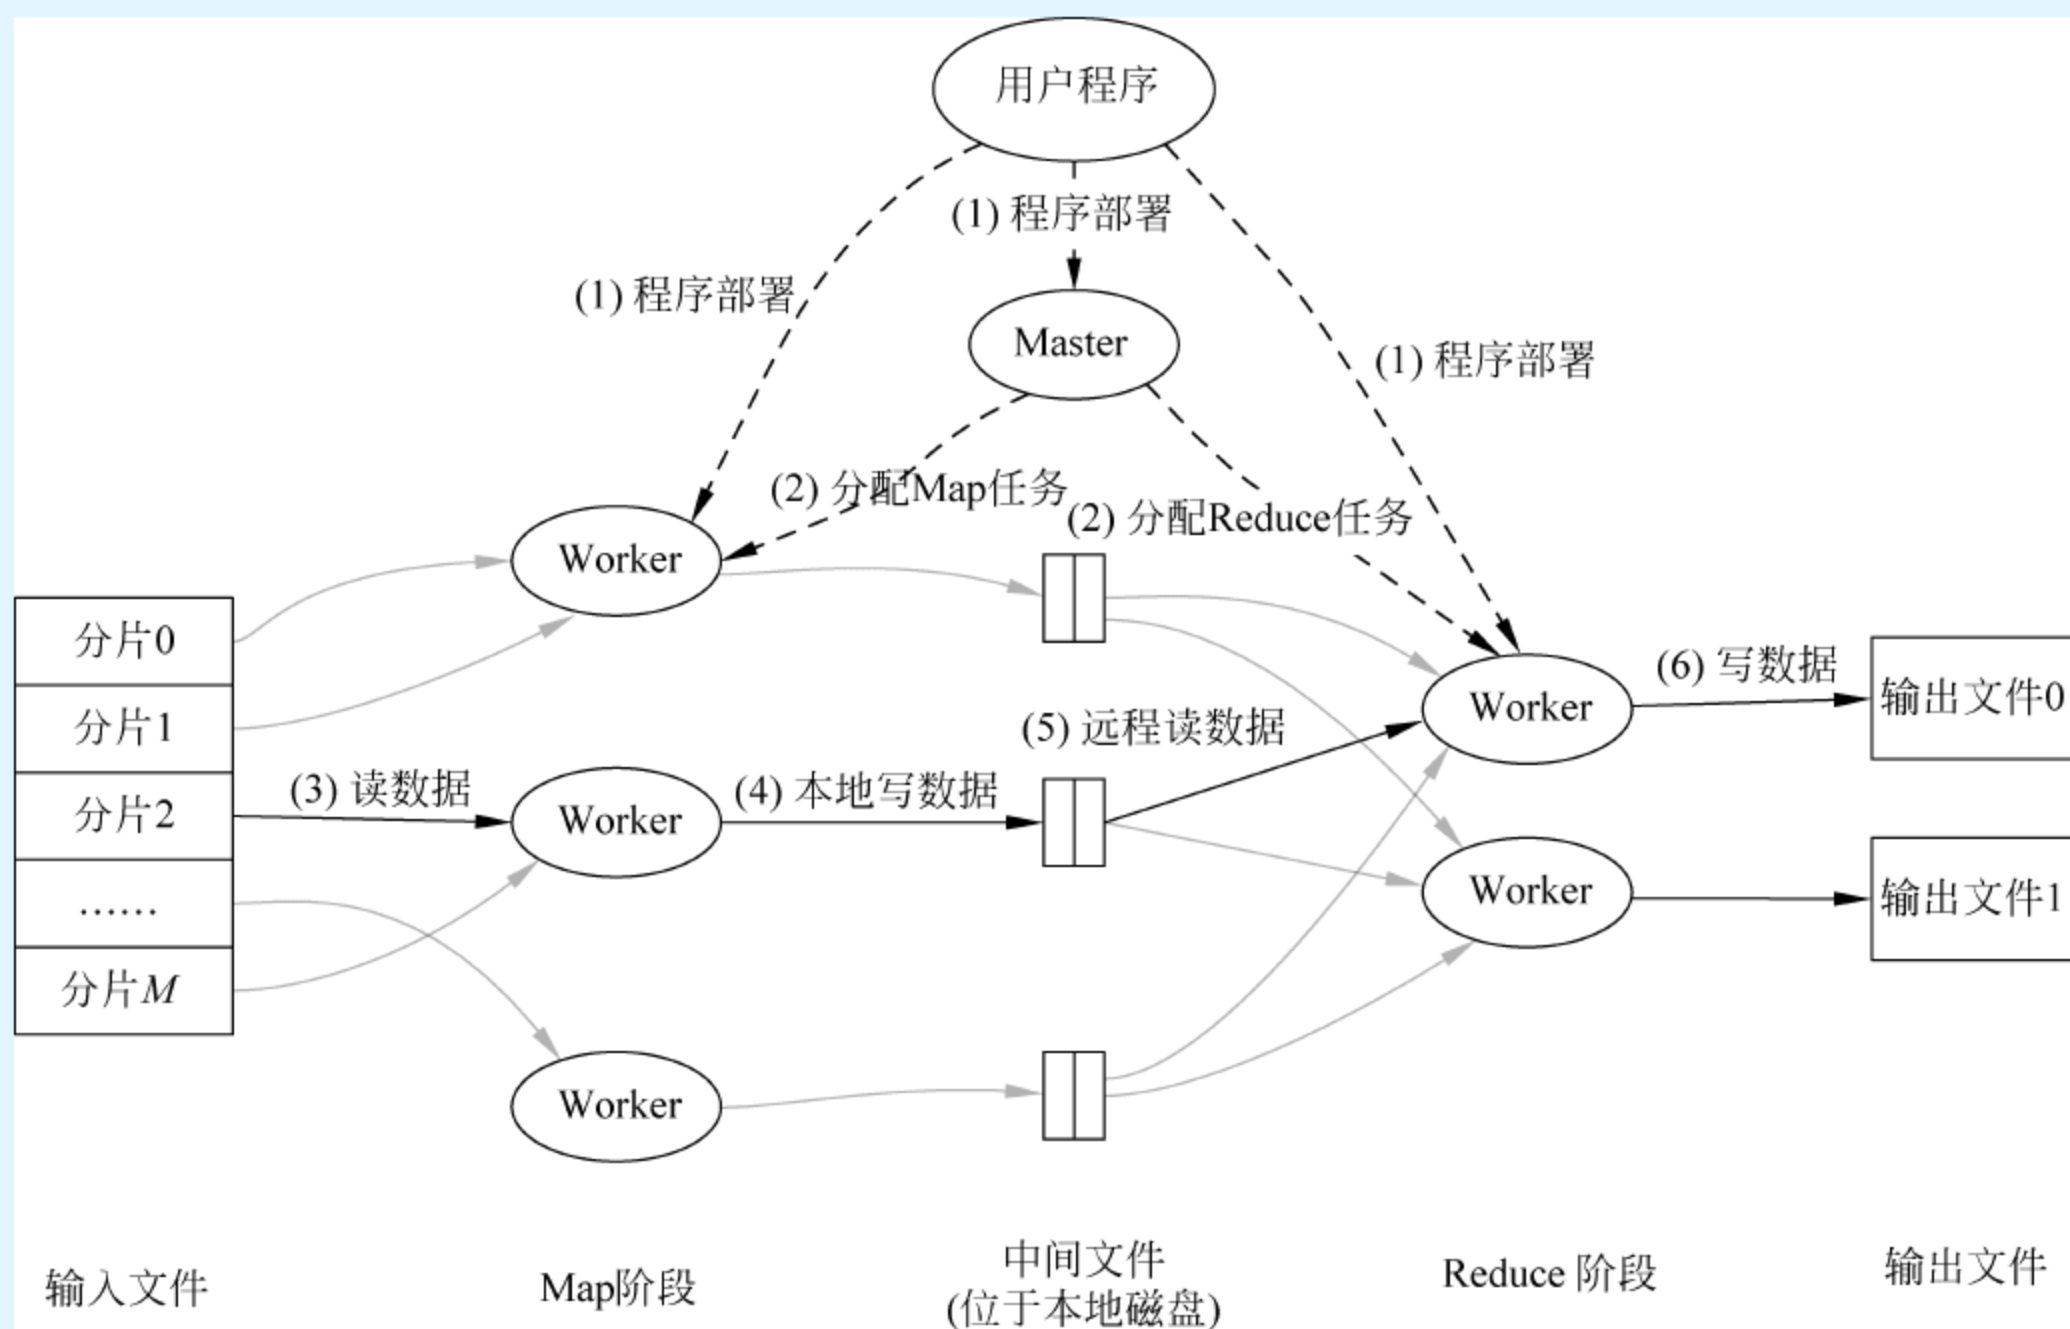 用户程序
(1) 程序部署
(1) 程序部署
Master
(1) 程序部署
(2) 分配Map任务
(2) 分配Reduce任务
Worker
分片0
分片1
(3) 读数据
分片2
……
分片M
Worker
(4) 本地写数据
(5) 远程读数据
Worker
(6) 写数据
输出文件0
Worker
输出文件1
Worker
输入文件
Map阶段
中间文件
(位于本地磁盘)
Reduce 阶段
输出文件